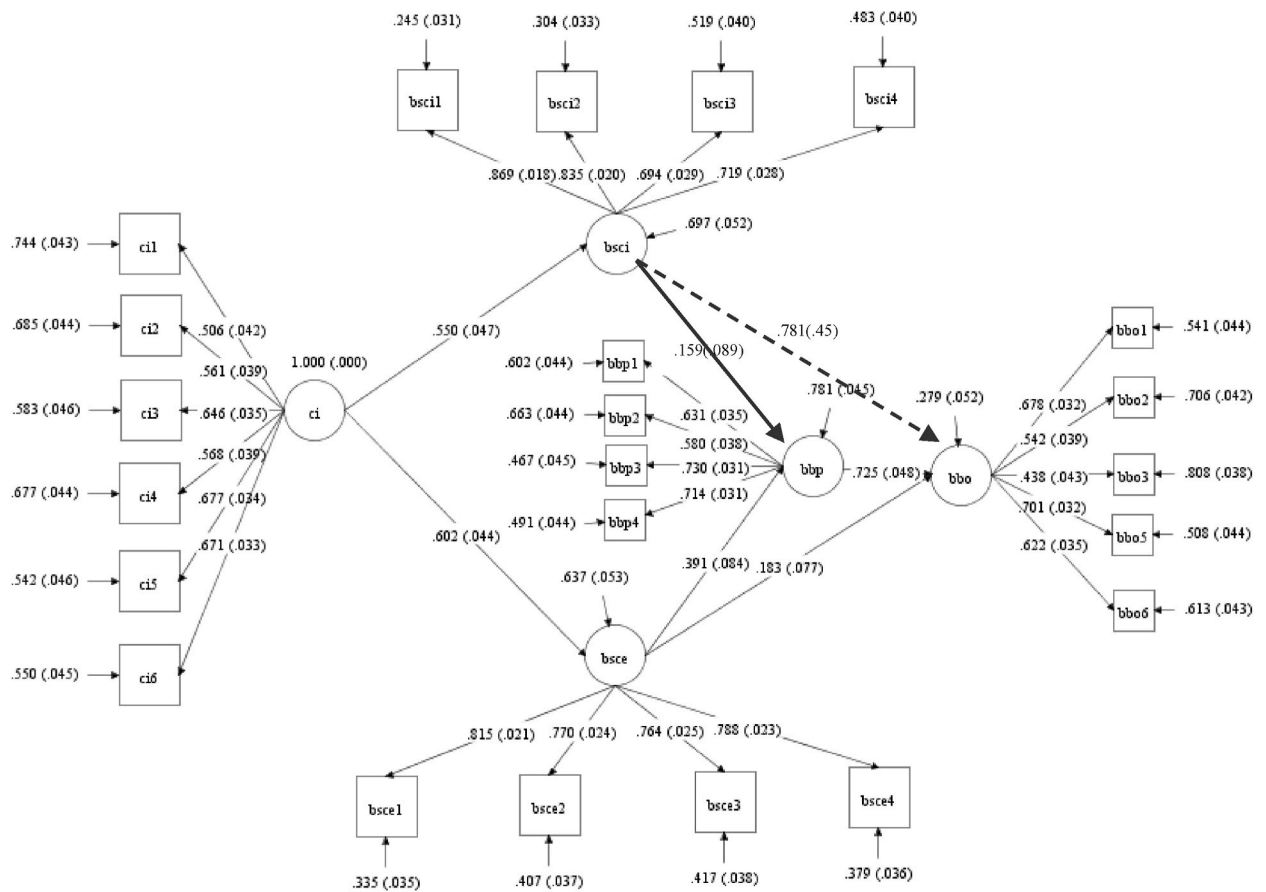 .245 (.031)
.304 (.033)
.519 (.040)
.483 (.040)
bsci1
bsci2
bsci3
bsci4
.869 (.018)
.835 (.020)
.694 (.029)
.719 (.028)
bsci
.697 (.052)
.744 (.043)
ci1
.685 (.044)
ci2
.583 (.046)
ci3
.677 (.044)
ci4
.542 (.046)
ci5
.550 (.045)
ci6
.506 (.042)
.561 (.039)
.646 (.035)
.568 (.039)
.677 (.034)
.671 (.033)
1.000 (.000)
ci
.550 (.047)
.602 (.044)
.159(.089)
.781(.45)
.602 (.044)
bbp1
.663 (.044)
bbp2
.467 (.045)
bbp3
.491 (.044)
bbp4
.631 (.035)
.580 (.038)
.730 (.031)
.714 (.031)
.781 (.045)
bbp
.725 (.048)
.279 (.052)
bbo
.391 (.084)
.183 (.077)
.678 (.032)
.542 (.039)
.438 (.043)
.701 (.032)
.622 (.035)
bbo1
.541 (.044)
bbo2
.706 (.042)
bbo3
.808 (.038)
bbo5
.508 (.044)
bbo6
.613 (.043)
.637 (.053)
bsce
.815 (.021)
.770 (.024)
.764 (.025)
.788 (.023)
bsce1
bsce2
bsce3
bsce4
.335 (.035)
.407 (.037)
.417 (.038)
.379 (.036)